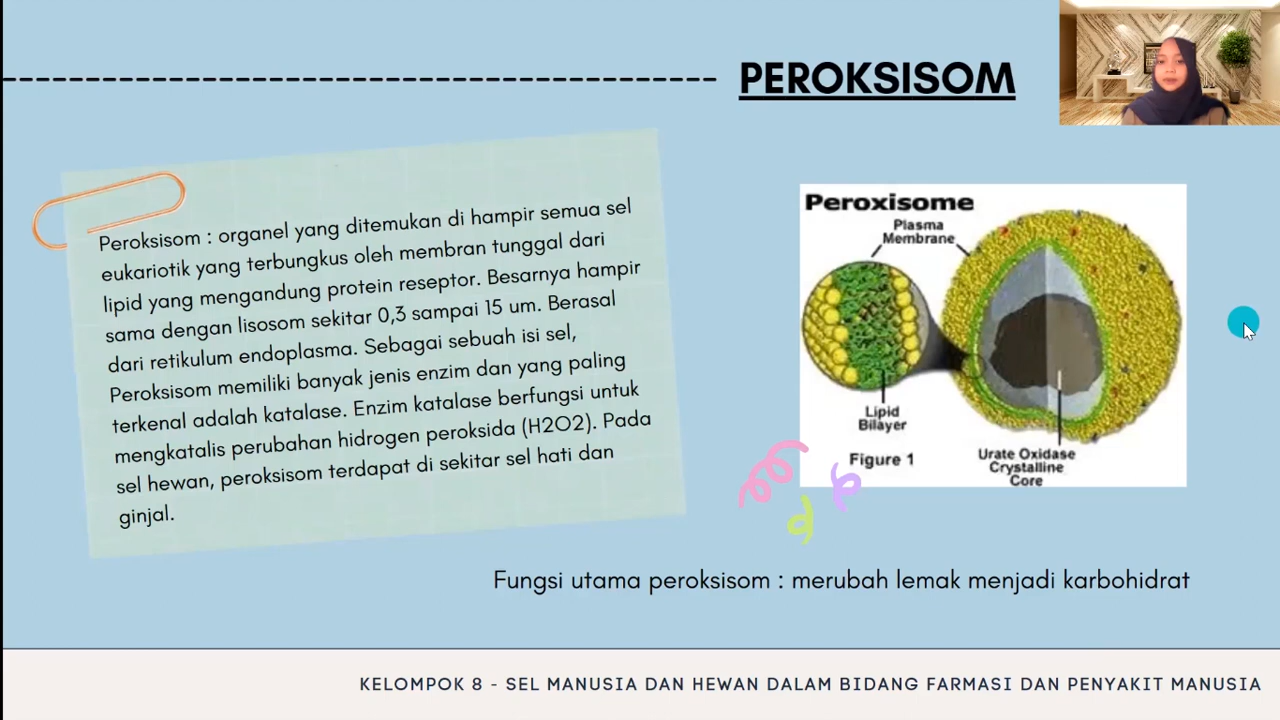 PEROKSISOM
Peroksisom : organel yang ditemukan di hampir semua sel
eukariotik yang terbungkus oleh membran tunggal dari
lipid yang mengandung protein reseptor. Besarnya hampir
sama dengan lisosom sekitar 0,3 sampai 15 um. Berasal
dari retikulum endoplasma. Sebagai sebuah isi sel,
Peroksisom memiliki banyak jenis enzim dan yang paling
terkenal adalah katalase. Enzim katalase berfungsi untuk
mengkatalis perubahan hidrogen peroksida (H2O2). Pada
sel hewan, peroksisom terdapat di sekitar sel hati dan
ginjal.
Peroxisome
Plasma
Membrane
Lipid
Bilayer
Figure 1
Urate Oxidase
Crystalline
Core
Fungsi utama peroksisom : merubah lemak menjadi karbohidrat
KELOMPOK 8 - SEL MANUSIA DAN HEWAN DALAM BIDANG FARMASI DAN PENYAKIT MANUSIA